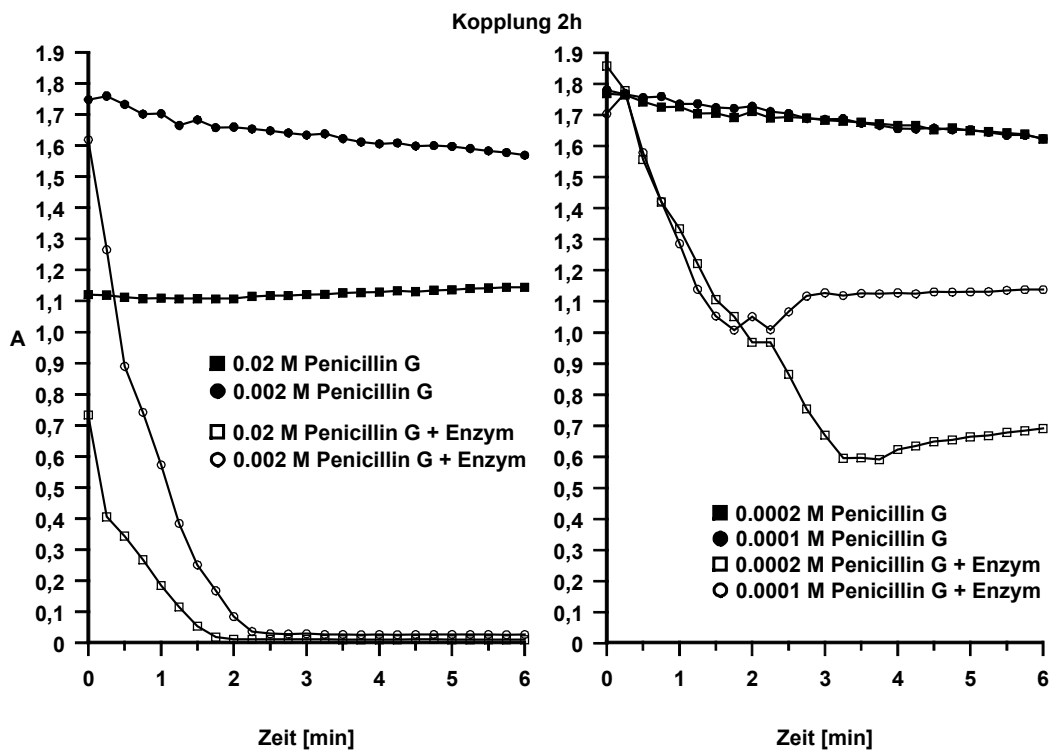 Kopplung 2h
1.9
1,8
1,7
1,6
1,5
1,4
1,3
1,2
1,1
1,0
0,9
0,8
0,7
0,6
0,5
0,4
0,3
0,2
0,1
0
A
0 1 2 3 4 5 6
Zeit [min]
0.02 M Penicillin G
0.002 M Penicillin G
0.02 M Penicillin G + Enzym
0.002 M Penicillin G + Enzym
1.9
1,8
1,7
1,6
1,5
1,4
1,3
1,2
1,1
1,0
0,9
0,8
0,7
0,6
0,5
0,4
0,3
0,2
0,1
0
0 1 2 3 4 5 6
Zeit [min]
0.0002 M Penicillin G
0.0001 M Penicillin G
0.0002 M Penicillin G + Enzym
0.0001 M Penicillin G + Enzym